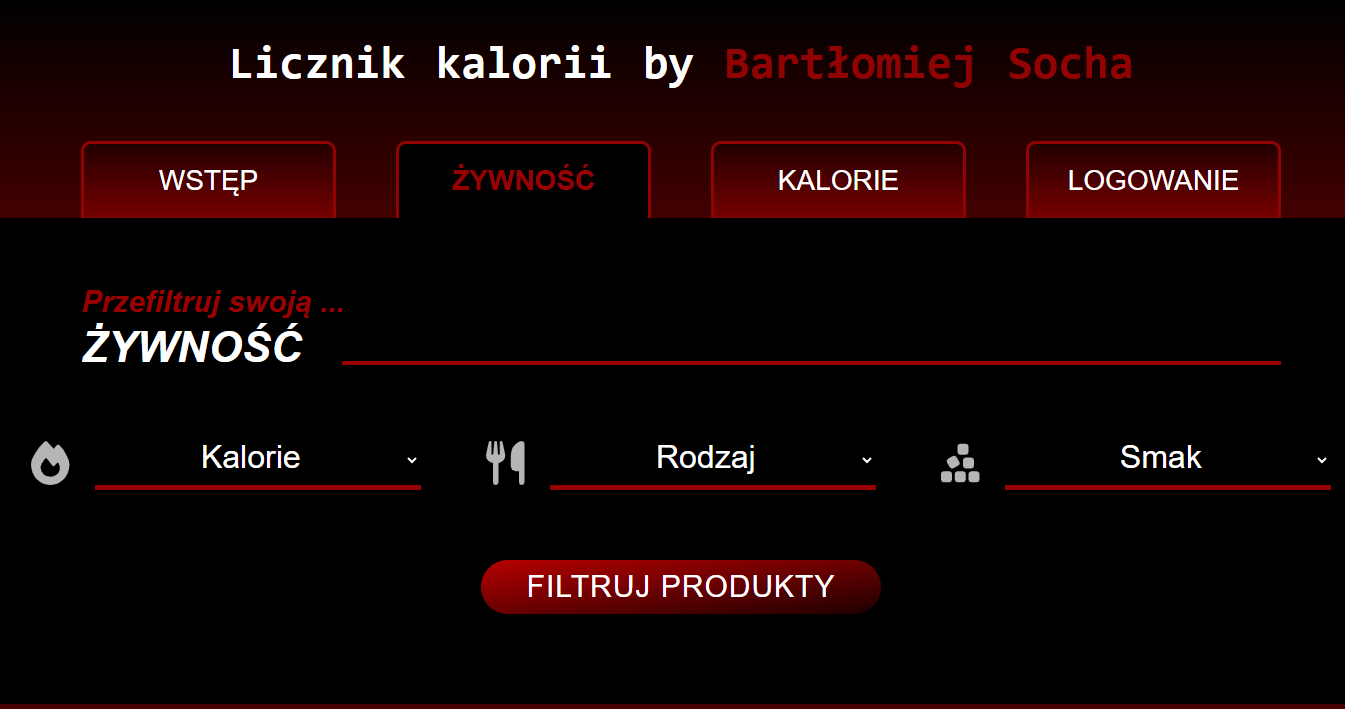 Licznik kalorii by Bartłomiej Socha
WSTĘP
ŻYWNOŚĆ
KALORIE
LOGOWANIE
Przefiltruj swoją ...
ŻYWNOŚĆ
Kalorie
Rodzaj
Smak
FILTRUJ PRODUKTY